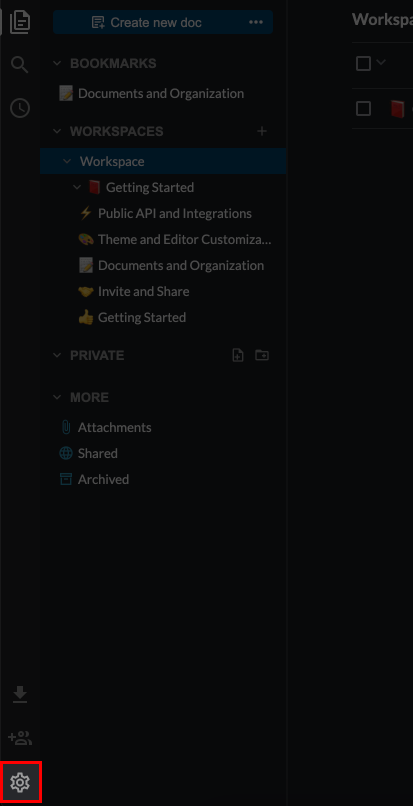 Create new doc
Workspa
BOOKMARKS
Documents and Organization
WORKSPACES
Workspace
Getting Started
Public API and Integrations
Theme and Editor Customiza...
Documents and Organization
Invite and Share
Getting Started
PRIVATE
MORE
Attachments
Shared
Archived